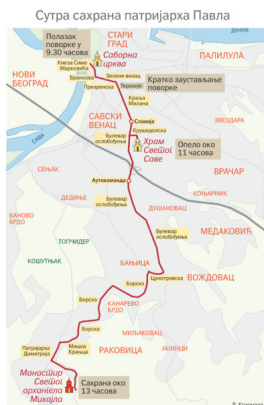 Сутра сахрана патријарха Павла
ДУНАВ
Полазак
поворке у
9.30 часова
СТАРИ
ГРАД
Саборна
црква
ПАЛИЛУЛА
Кнеза Симе
Марковића
Бранкова
Зелени венац
Призренска
Теразије
Кратко заустављање
поворке
НОВИ
БЕОГРАД
Краља
Милана
САВА
САВСКИ
ВЕНАЦ
ЗВЕЗДАРА
Славија
Булевар
ослобођења
Крушедолска
Храм
Светог
Саве
Опело око
11 часова
СЕЊАК
ВРАЧАР
Аутокоманда
КОЊАРНИК
ДЕДИЊЕ
Булевар
ослобођења
ДУШАНОВАЦ
БАНОВО
БРДО
МЕДАКОВИЋ
Булевар
ослобођења
ТОПЧИДЕР
КОШУТЊАК
БАЊИЦА
Црнотравска
ВОЖДОВАЦ
Борска
Борска
КАНАРЕВО
БРДО
Борска
МИЉАКОВАЦ
Патријарха
Димитрија
Мишка
Крањца
РАКОВИЦА
ЈАЈИНЦИ
Манастир
Светог
архангела
Михајла
Сахрана око
13 часова